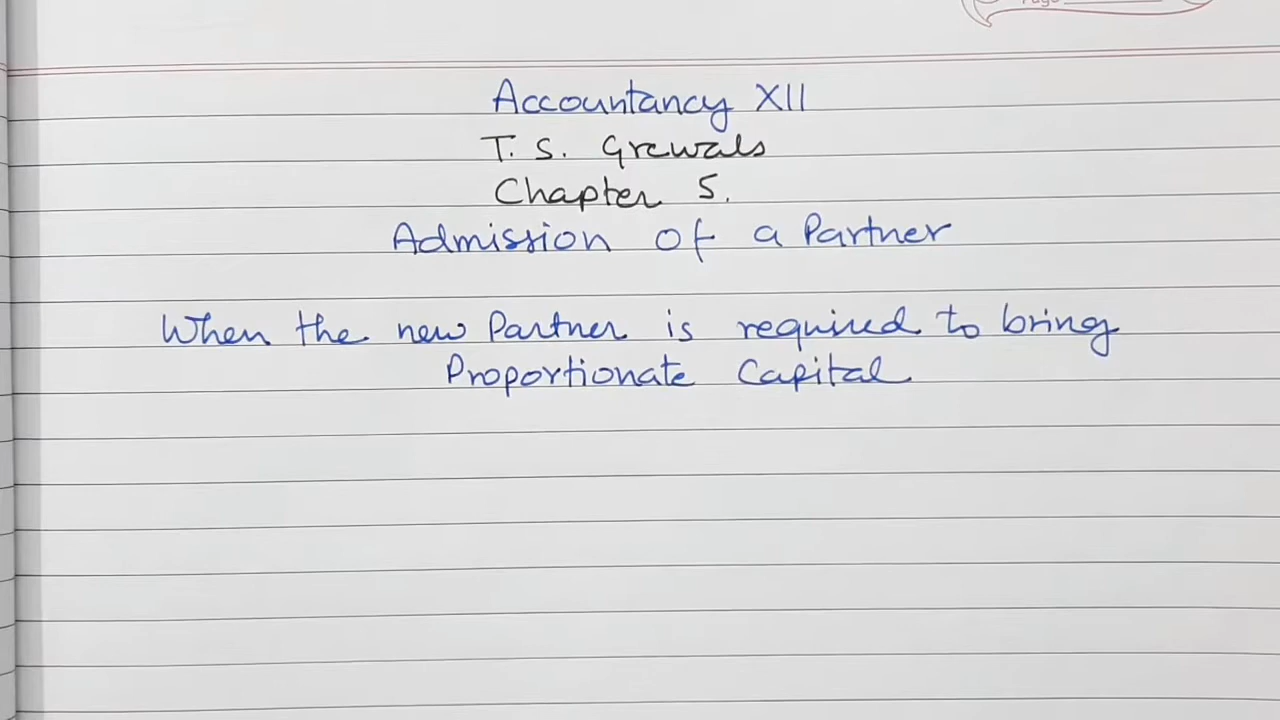 Accountancy XII
T. S. Grewals
Chapter 5.
Admission of a Partner
When the new Partner is required to bring
Proportionate Capital